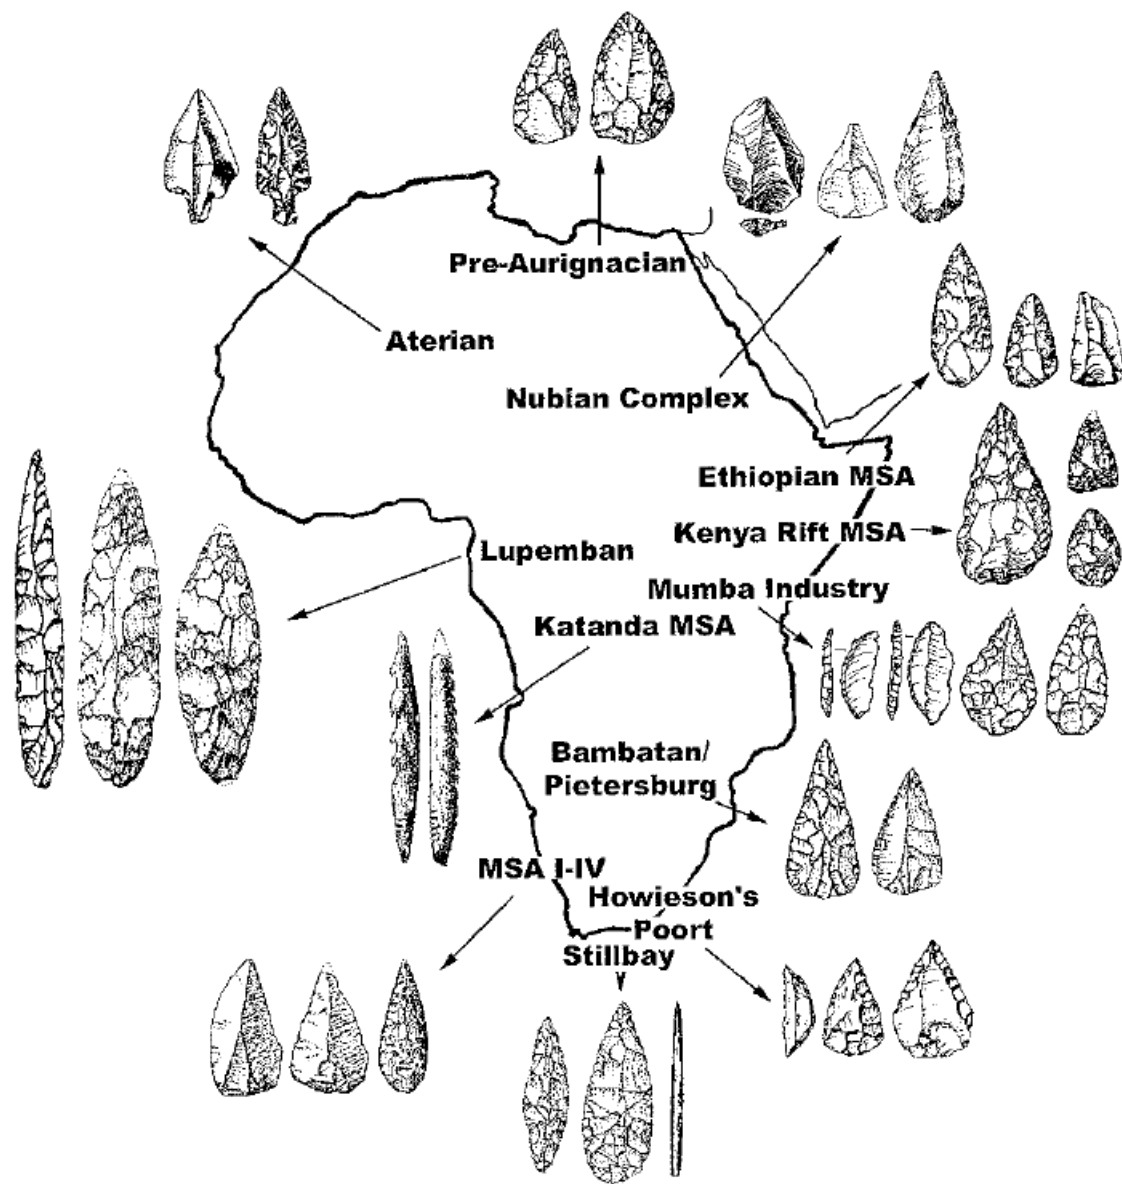 Pre-Aurignacian
Aterian
Nubian Complex
Ethiopian MSA
Kenya Rift MSA
Lupemban
Mumba Industry
Katanda MSA
Bambatan/
Pietersburg
MSA I-IV
Howieson's
Poort
Stillbay